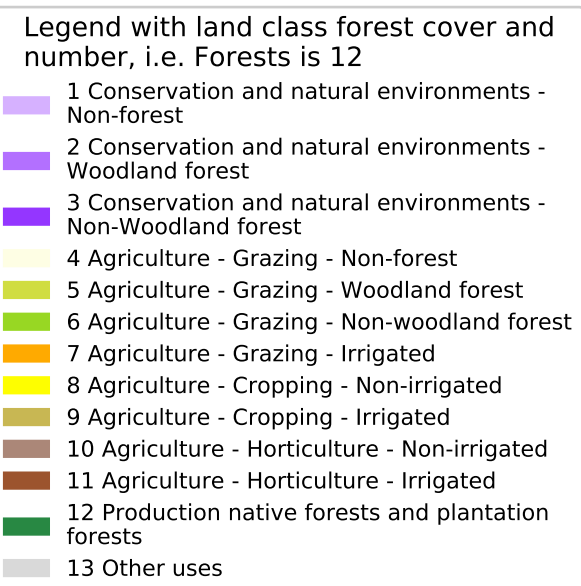 Legend with land class forest cover and
number, i.e. Forests is 12
1 Conservation and natural environments -
Non-forest
2 Conservation and natural environments -
Woodland forest
3 Conservation and natural environments -
Non-Woodland forest
4 Agriculture - Grazing - Non-forest
5 Agriculture - Grazing - Woodland forest
6 Agriculture - Grazing - Non-woodland forest
7 Agriculture - Grazing - Irrigated
8 Agriculture - Cropping - Non-irrigated
9 Agriculture - Cropping - Irrigated
10 Agriculture - Horticulture - Non-irrigated
11 Agriculture - Horticulture - Irrigated
12 Production native forests and plantation
forests
13 Other uses